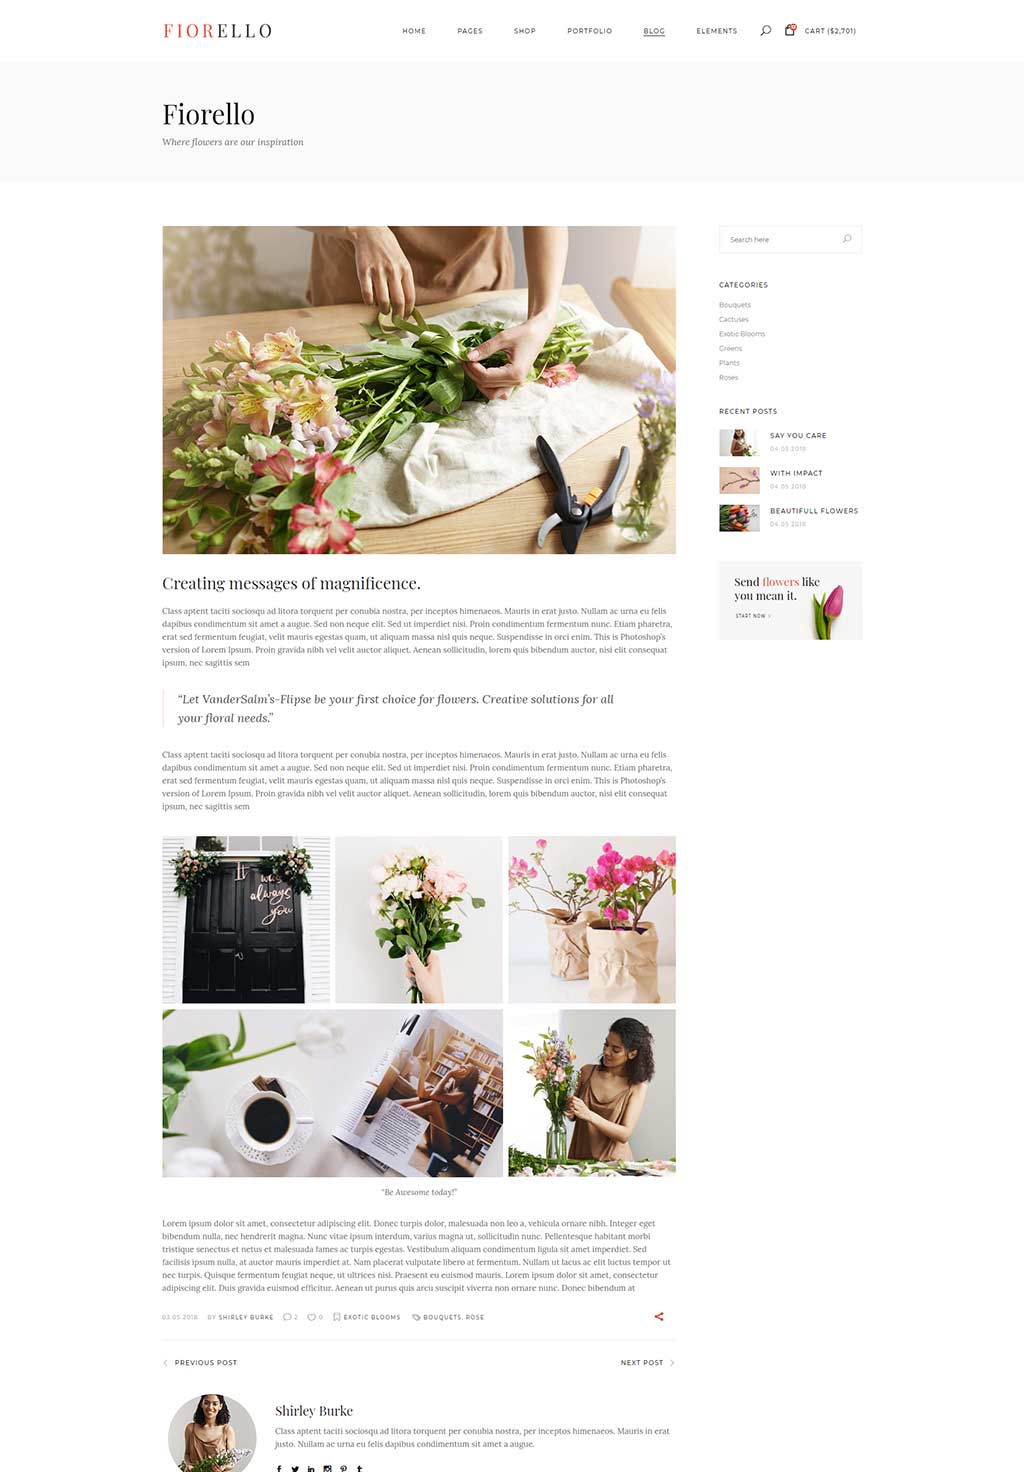 FIORELLO
HOME PAGES SHOP PORTFOLIO BLOG ELEMENTS CART ($2,701)
Fiorello
Where flowers are our inspiration
Search here
CATEGORIES
Bouquets
Cactuses
Exotic Blooms
Greens
Plants
Roses
RECENT POSTS
SAY YOU CARE
04.05.2018
WITH IMPACT
04.05.2018
BEAUTIFULL FLOWERS
04.05.2018
Send flowers like
you mean it.
START NOW >
Creating messages of magnificence.
Class aptent taciti sociosqu ad litora torquent per conubia nostra, per inceptos himenaeos. Mauris in erat justo. Nullam ac urna eu felis
dapibus condimentum sit amet a augue. Sed non neque elit. Sed ut imperdiet nisi. Proin condimentum fermentum nunc. Etiam pharetra,
erat sed fermentum feugiat, velit mauris egestas quam, ut aliquam massa nisl quis neque. Suspendisse in orci enim. This is Photoshop's
version of Lorem Ipsum. Proin gravida nibh vel velit auctor aliquet. Aenean sollicitudin, lorem quis bibendum auctor, nisi elit consequat
ipsum, nec sagittis sem
“Let VanderSalm’s-Flipse be your first choice for flowers. Creative solutions for all
your floral needs.”
Class aptent taciti sociosqu ad litora torquent per conubia nostra, per inceptos himenaeos. Mauris in erat justo. Nullam ac urna eu felis
dapibus condimentum sit amet a augue. Sed non neque elit. Sed ut imperdiet nisi. Proin condimentum fermentum nunc. Etiam pharetra,
erat sed fermentum feugiat, velit mauris egestas quam, ut aliquam massa nisl quis neque. Suspendisse in orci enim. This is Photoshop's
version of Lorem Ipsum. Proin gravida nibh vel velit auctor aliquet. Aenean sollicitudin, lorem quis bibendum auctor, nisi elit consequat
ipsum, nec sagittis sem
It was
always
you
“Be Awesome today!”
Lorem ipsum dolor sit amet, consectetur adipiscing elit. Donec turpis dolor, malesuada non leo a, vehicula ornare nibh. Integer eget
bibendum nulla, nec hendrerit magna. Nunc vitae ipsum interdum, varius magna ut, sollicitudin nunc. Pellentesque habitant morbi
tristique senectus et netus et malesuada fames ac turpis egestas. Vestibulum aliquam condimentum ligula sit amet imperdiet. Sed
facilisis ipsum nulla, at auctor mauris imperdiet at. Nam placerat vulputate libero at fermentum. Nullam ut lacus ac elit luctus tempor ut
nec turpis. Quisque fermentum feugiat neque, ut ultrices nisi. Praesent eu euismod mauris. Lorem ipsum dolor sit amet, consectetur
adipiscing elit. Duis gravida euismod efficitur. Aenean ut purus quis arcu suscipit viverra non ornare nunc. Donec bibendum at
03.05.2018 BY SHIRLEY BURKE 2 0 EXOTIC BLOOMS BOUQUETS, ROSE
PREVIOUS POST NEXT POST
Shirley Burke
Class aptent taciti sociosqu ad litora torquent per conubia nostra, per inceptos himenaeos. Mauris in erat
justo. Nullam ac urna eu felis dapibus condimentum sit amet a augue.